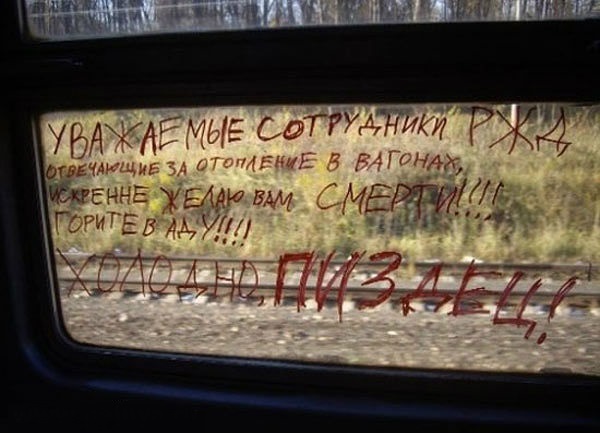 УВАЖАЕМЫЕ СОТРУДНИКИ РЖД,
ОТВЕЧАЮЩИЕ ЗА ОТОПЛЕНИЕ В ВАГОНАХ,
ИСКРЕННЕ ЖЕЛАЮ ВАМ СМЕРТИ!!!!
ГОРИТЕ В АДУ!!!!
ХОЛОДНО, ПИЗДЕЦ!